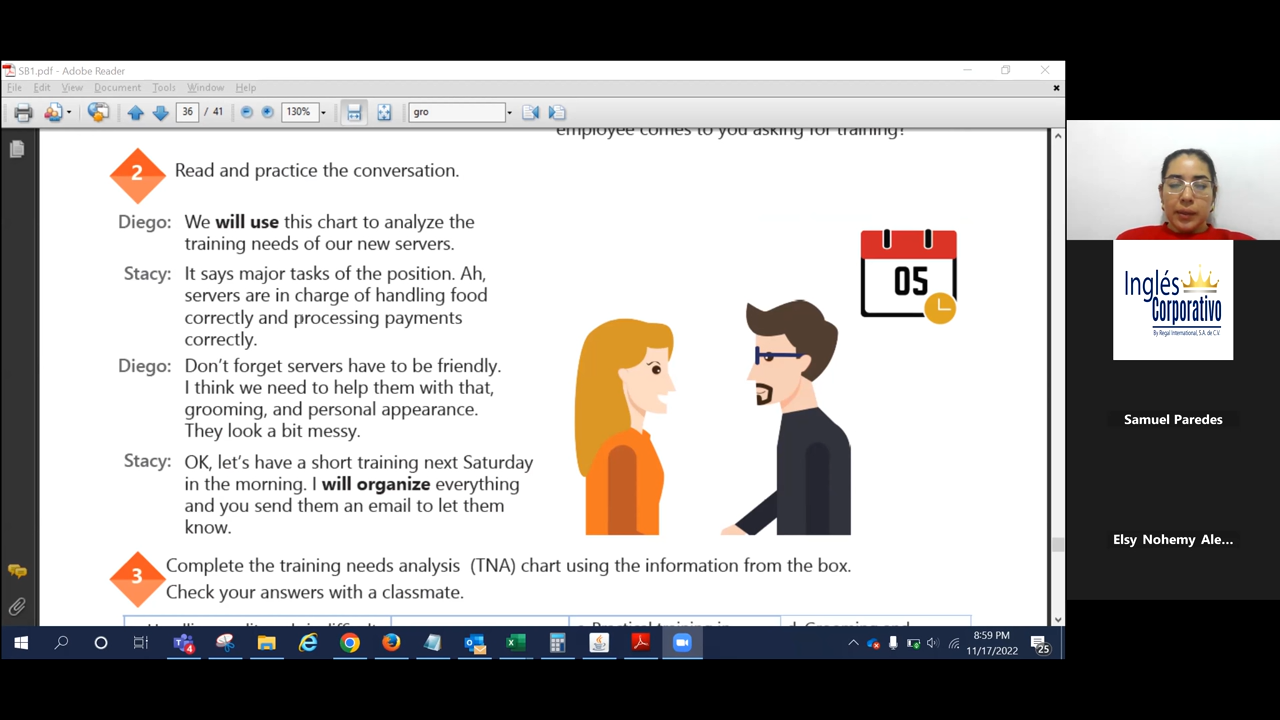 SB1.pdf - Adobe Reader
File Edit View Document Tools Window Help
36 / 41 130% gro
employee comes to you asking for training?
2 Read and practice the conversation.
Diego: We will use this chart to analyze the
training needs of our new servers.
Stacy: It says major tasks of the position. Ah,
servers are in charge of handling food
correctly and processing payments
correctly.
Diego: Don't forget servers have to be friendly.
I think we need to help them with that,
grooming, and personal appearance.
They look a bit messy.
Stacy: OK, let's have a short training next Saturday
in the morning. I will organize everything
and you send them an email to let them
know.
05
3 Complete the training needs analysis (TNA) chart using the information from the box.
Check your answers with a classmate.
Inglés
Corporativo
By Regal International, S.A. de C.V.
Samuel Paredes
Elsy Nohemy Ale...
4
8:59 PM
11/17/2022
25